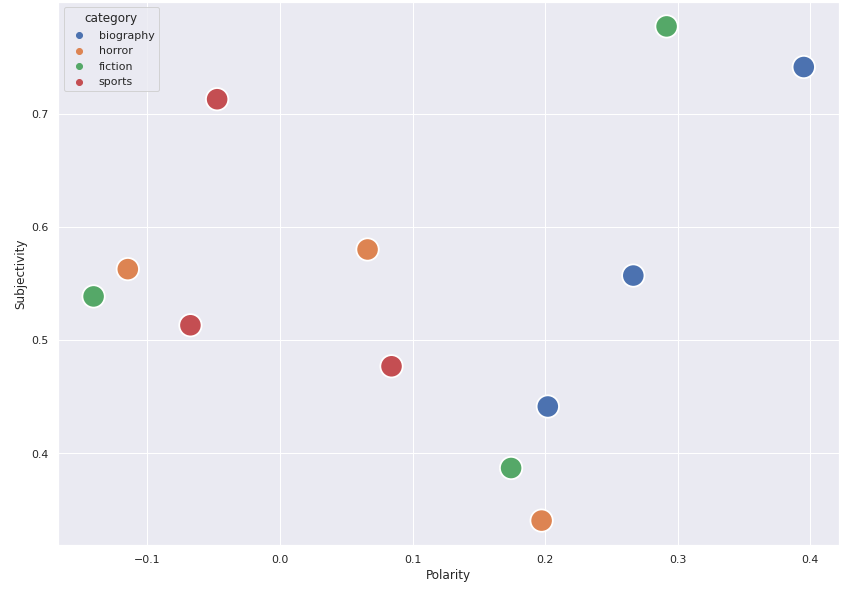 category
biography
horror
fiction
sports
Subjectivity
0.7
0.6
0.5
0.4
−0.1
0.0
0.1
0.2
0.3
0.4
Polarity